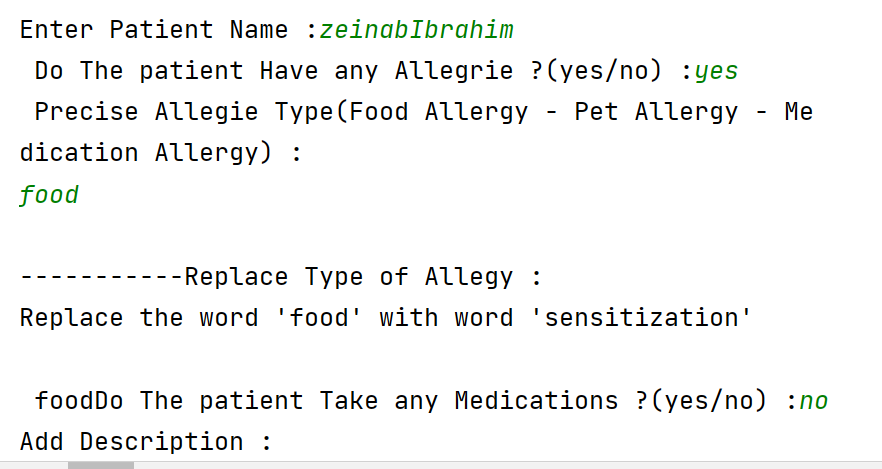 Enter Patient Name :zeinabIbrahim
Do The patient Have any Allegrie ?(yes/no) :yes
Precise Allegie Type(Food Allergy - Pet Allergy - Me
dication Allergy) :
food
-----------Replace Type of Allegy :
Replace the word 'food' with word 'sensitization'
foodDo The patient Take any Medications ?(yes/no) :no
Add Description :